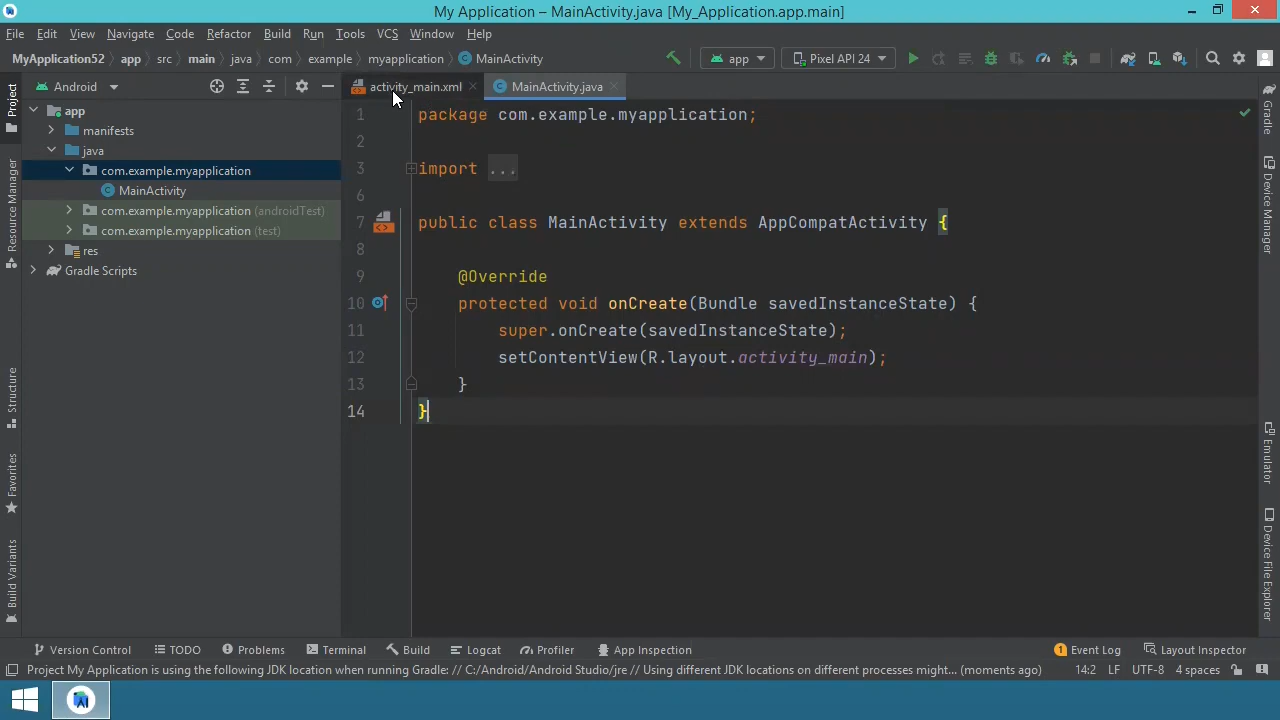 My Application – MainActivity.java [My_Application.app.main]
File Edit View Navigate Code Refactor Build Run Tools VCS Window Help
MyApplication52 app src main java com example myapplication MainActivity
app Pixel API 24
Project
Android
activity_main.xml
MainActivity.java
Gradle
app
manifests
java
com.example.myapplication
MainActivity
com.example.myapplication (androidTest)
com.example.myapplication (test)
res
Gradle Scripts
Resource Manager
Structure
Favorites
Build Variants
1 package com.example.myapplication;
2
3 import ...
6
7 public class MainActivity extends AppCompatActivity {
8
9 @Override
10 protected void onCreate(Bundle savedInstanceState) {
11 super.onCreate(savedInstanceState);
12 setContentView(R.layout.activity_main);
13 }
14 }
Device Manager
Emulator
Device File Explorer
Version Control TODO Problems Terminal Build Logcat Profiler App Inspection
1 Event Log Layout Inspector
Project My Application is using the following JDK location when running Gradle: // C:/Android/Android Studio/jre // Using different JDK locations on different processes might... (moments ago)
14:2 LF UTF-8 4 spaces